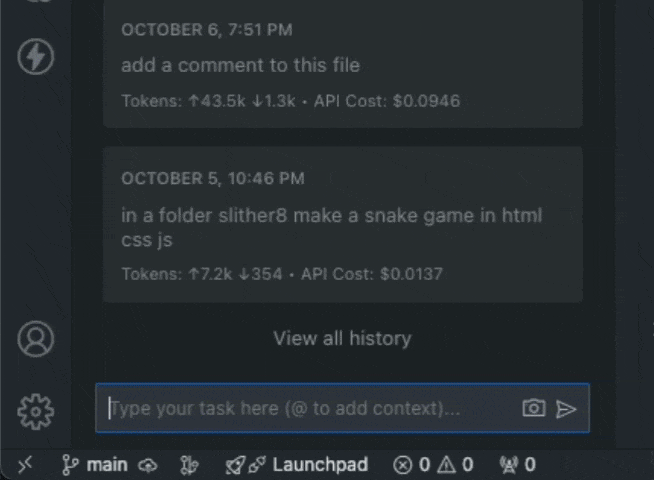 OCTOBER 6, 7:51 PM
add a comment to this file
Tokens: ↑43.5k ↓1.3k • API Cost: $0.0946
OCTOBER 5, 10:46 PM
in a folder slither8 make a snake game in html
css js
Tokens: ↑7.2k ↓354 • API Cost: $0.0137
View all history
Type your task here (@ to add context)...
main Launchpad 0 0 0